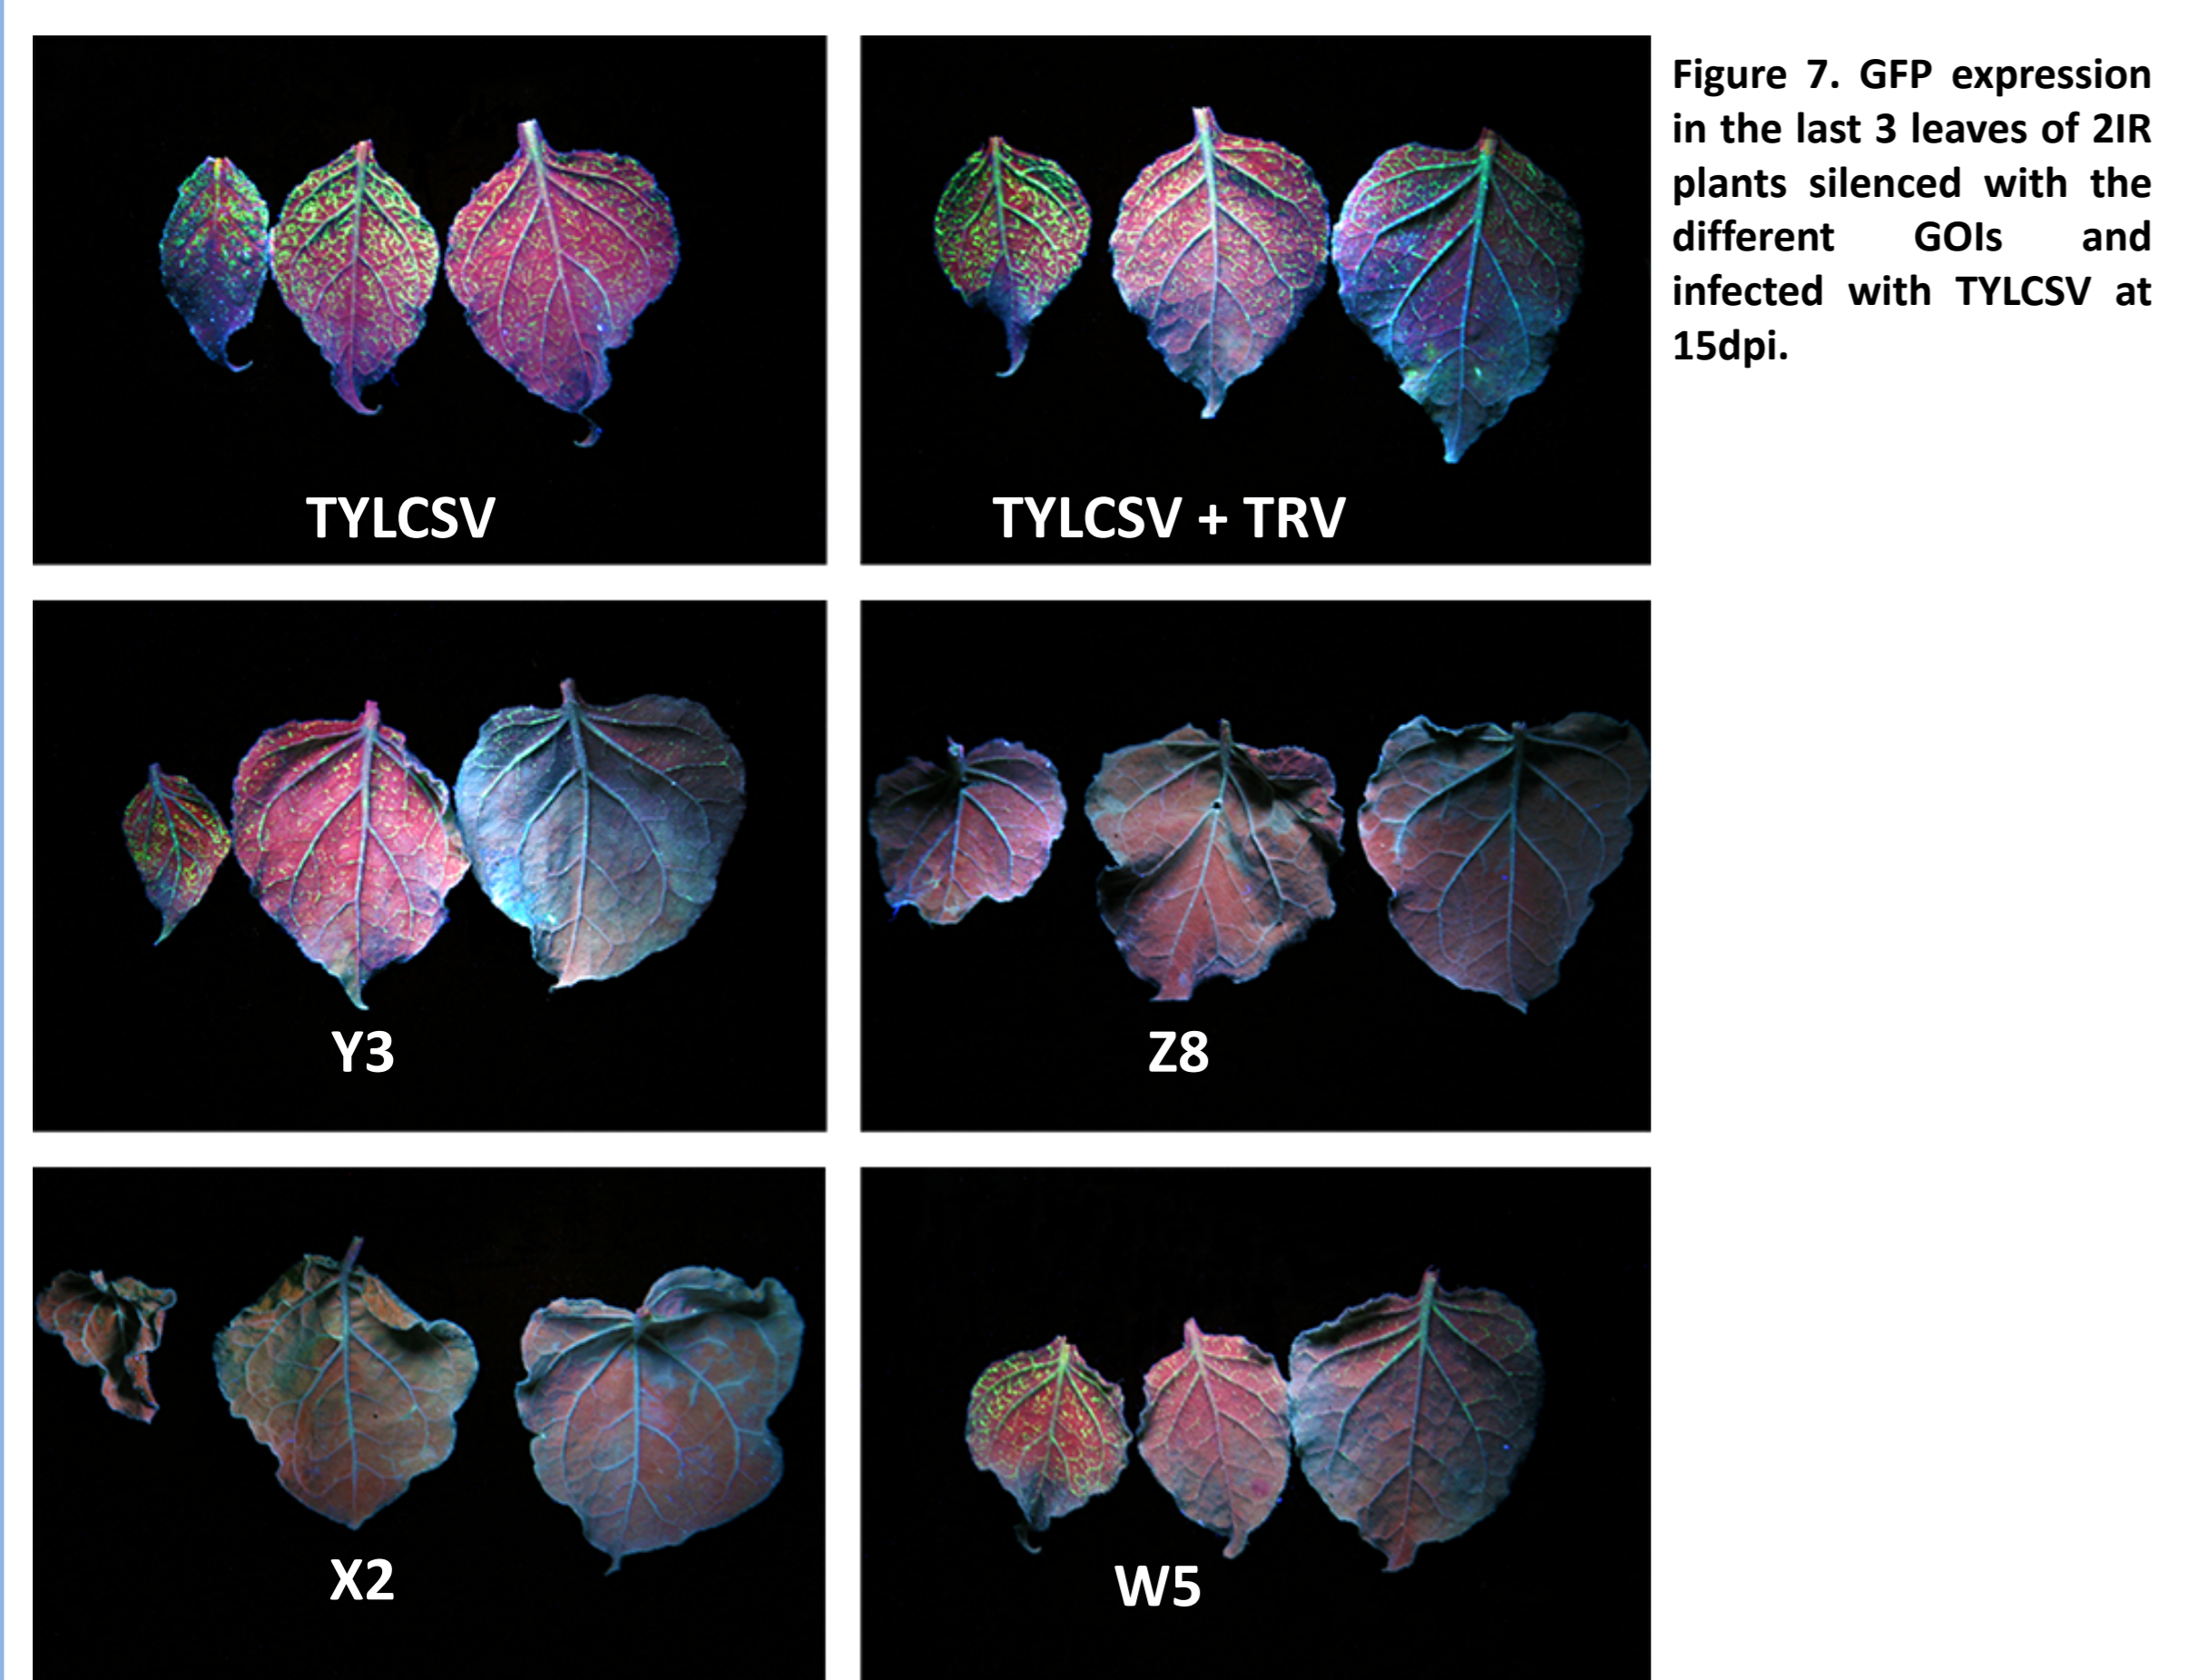 TYLCSV
TYLCSV + TRV
Figure 7. GFP expression
in the last 3 leaves of 2IR
plants silenced with the
different GOIs and
infected with TYLCSV at
15dpi.
Y3
Z8
X2
W5